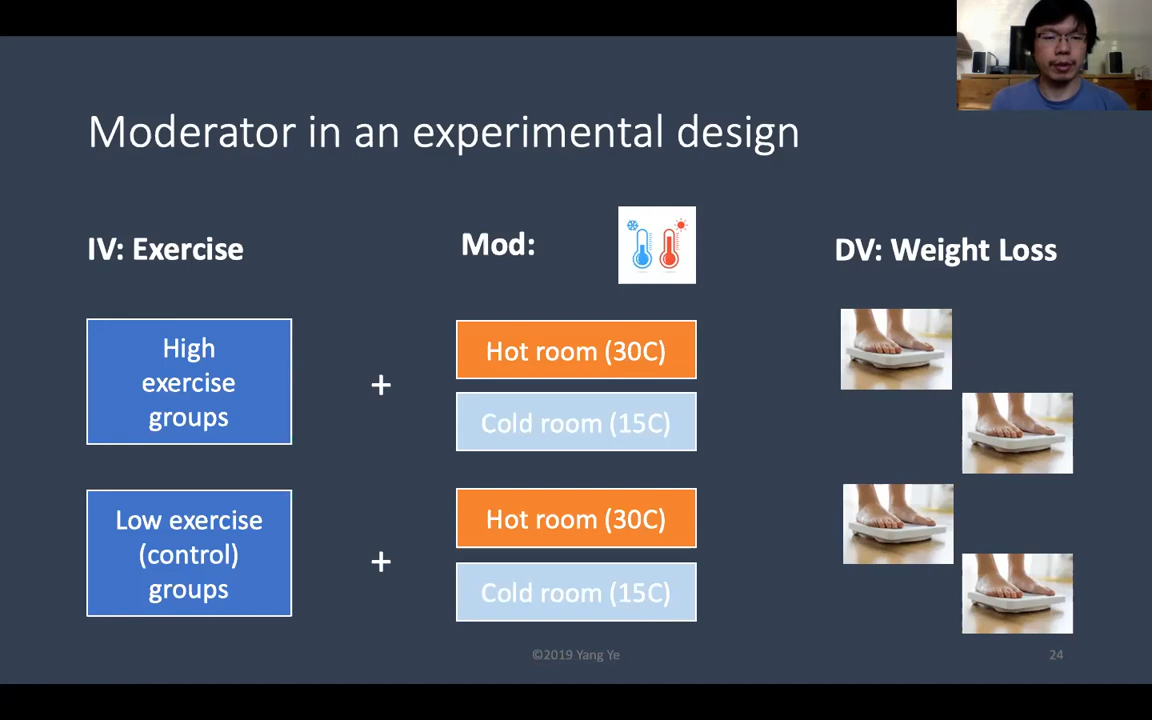 Moderator in an experimental design
IV: Exercise
Mod:
DV: Weight Loss
High
exercise
groups
+
Hot room (30C)
Cold room (15C)
Low exercise
(control)
groups
+
Hot room (30C)
Cold room (15C)
©2019 Yang Ye
24